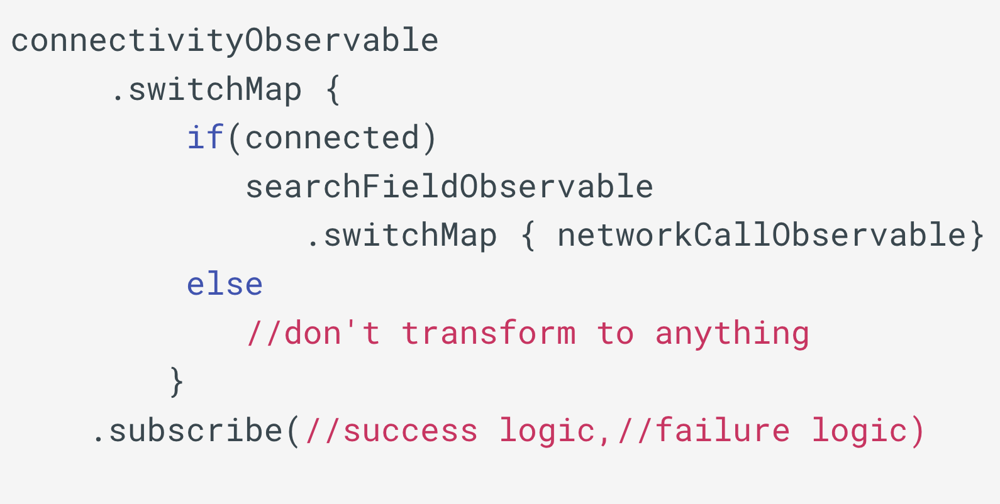 connectivityObservable
.switchMap {
if(connected)
searchFieldObservable
.switchMap { networkCallObservable}
else
//don't transform to anything
}
.subscribe(//success logic,//failure logic)